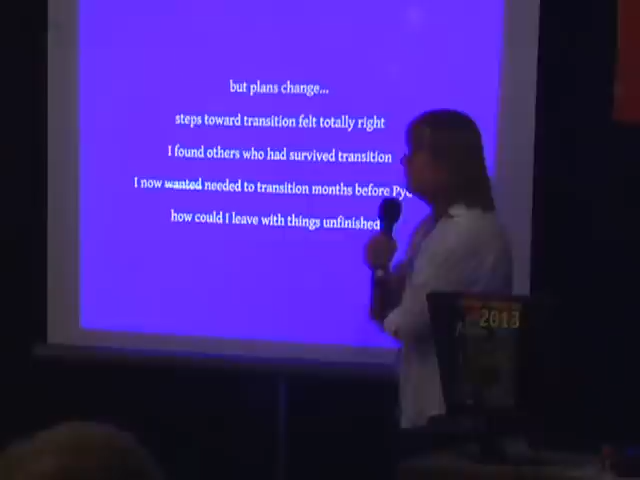 but plans change...
steps toward transition felt totally right
I found others who had survived transition
I now wanted needed to transition months before
how could I leave with things unfinished
2013